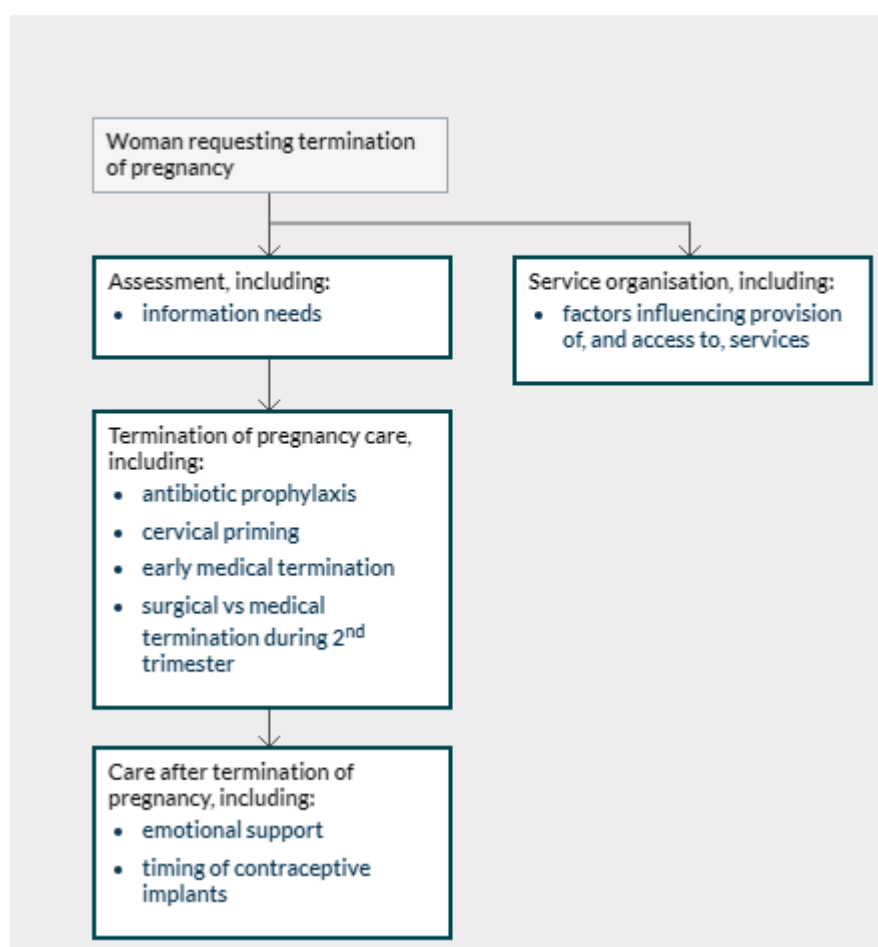 Woman requesting termination
of pregnancy
Assessment, including:
• information needs
Service organisation, including:
• factors influencing provision
of, and access to, services
Termination of pregnancy care,
including:
• antibiotic prophylaxis
• cervical priming
• early medical termination
• surgical vs medical
termination during 2nd
trimester
Care after termination of
pregnancy, including:
• emotional support
• timing of contraceptive
implants